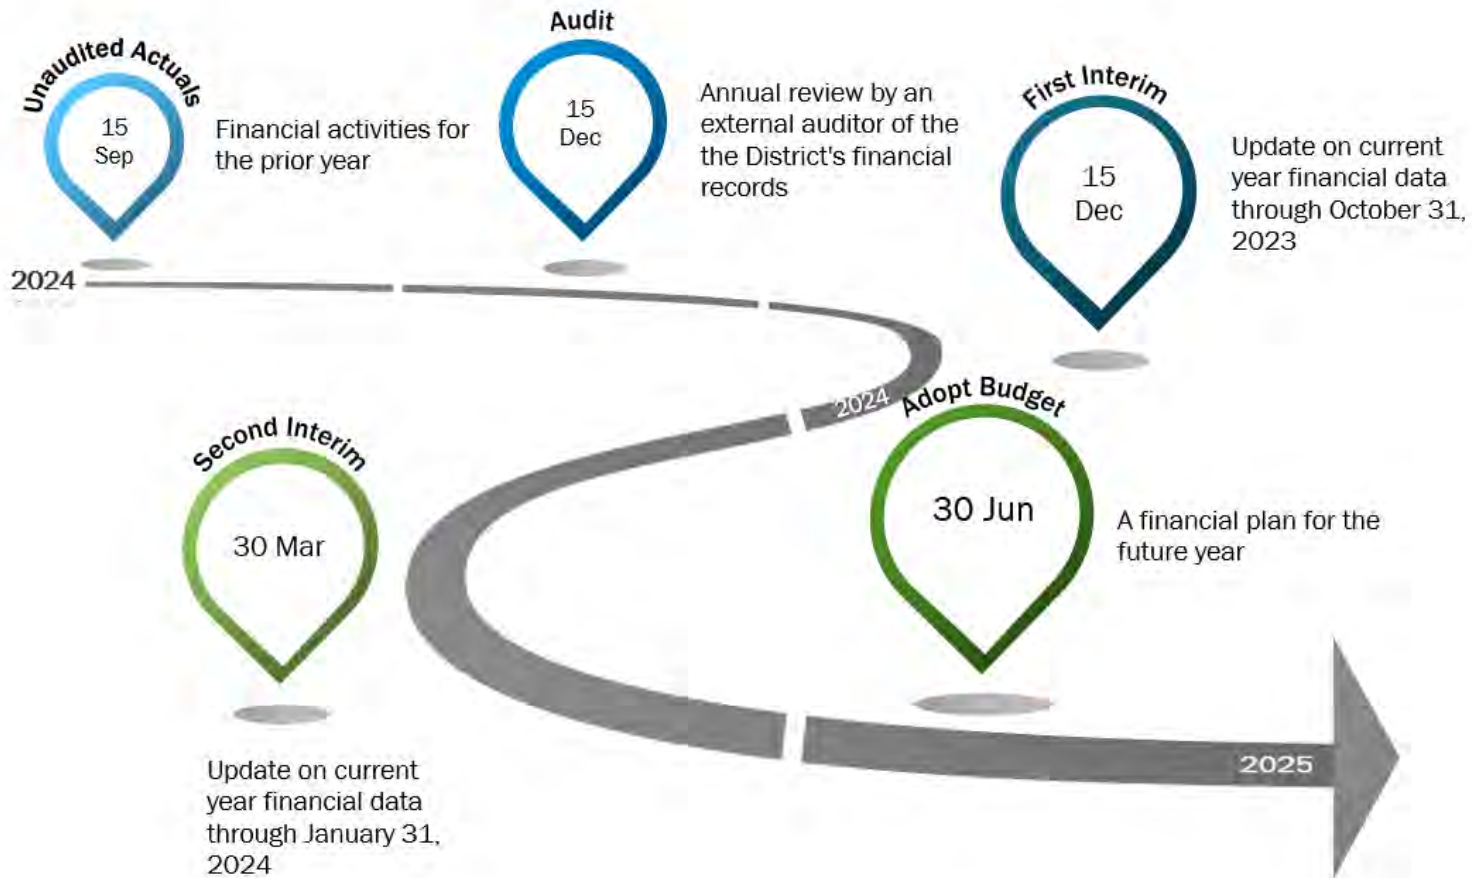 Unaudited Actuals
15
Sep
Financial activities for
the prior year
Audit
15
Dec
Annual review by an
external auditor of the
the District's financial
records
First Interim
15
Dec
Update on current
year financial data
through October 31,
2023
2024
2024
Second Interim
30 Mar
Update on current
year financial data
through January 31,
2024
Adopt Budget
30 Jun
A financial plan for the
future year
2025